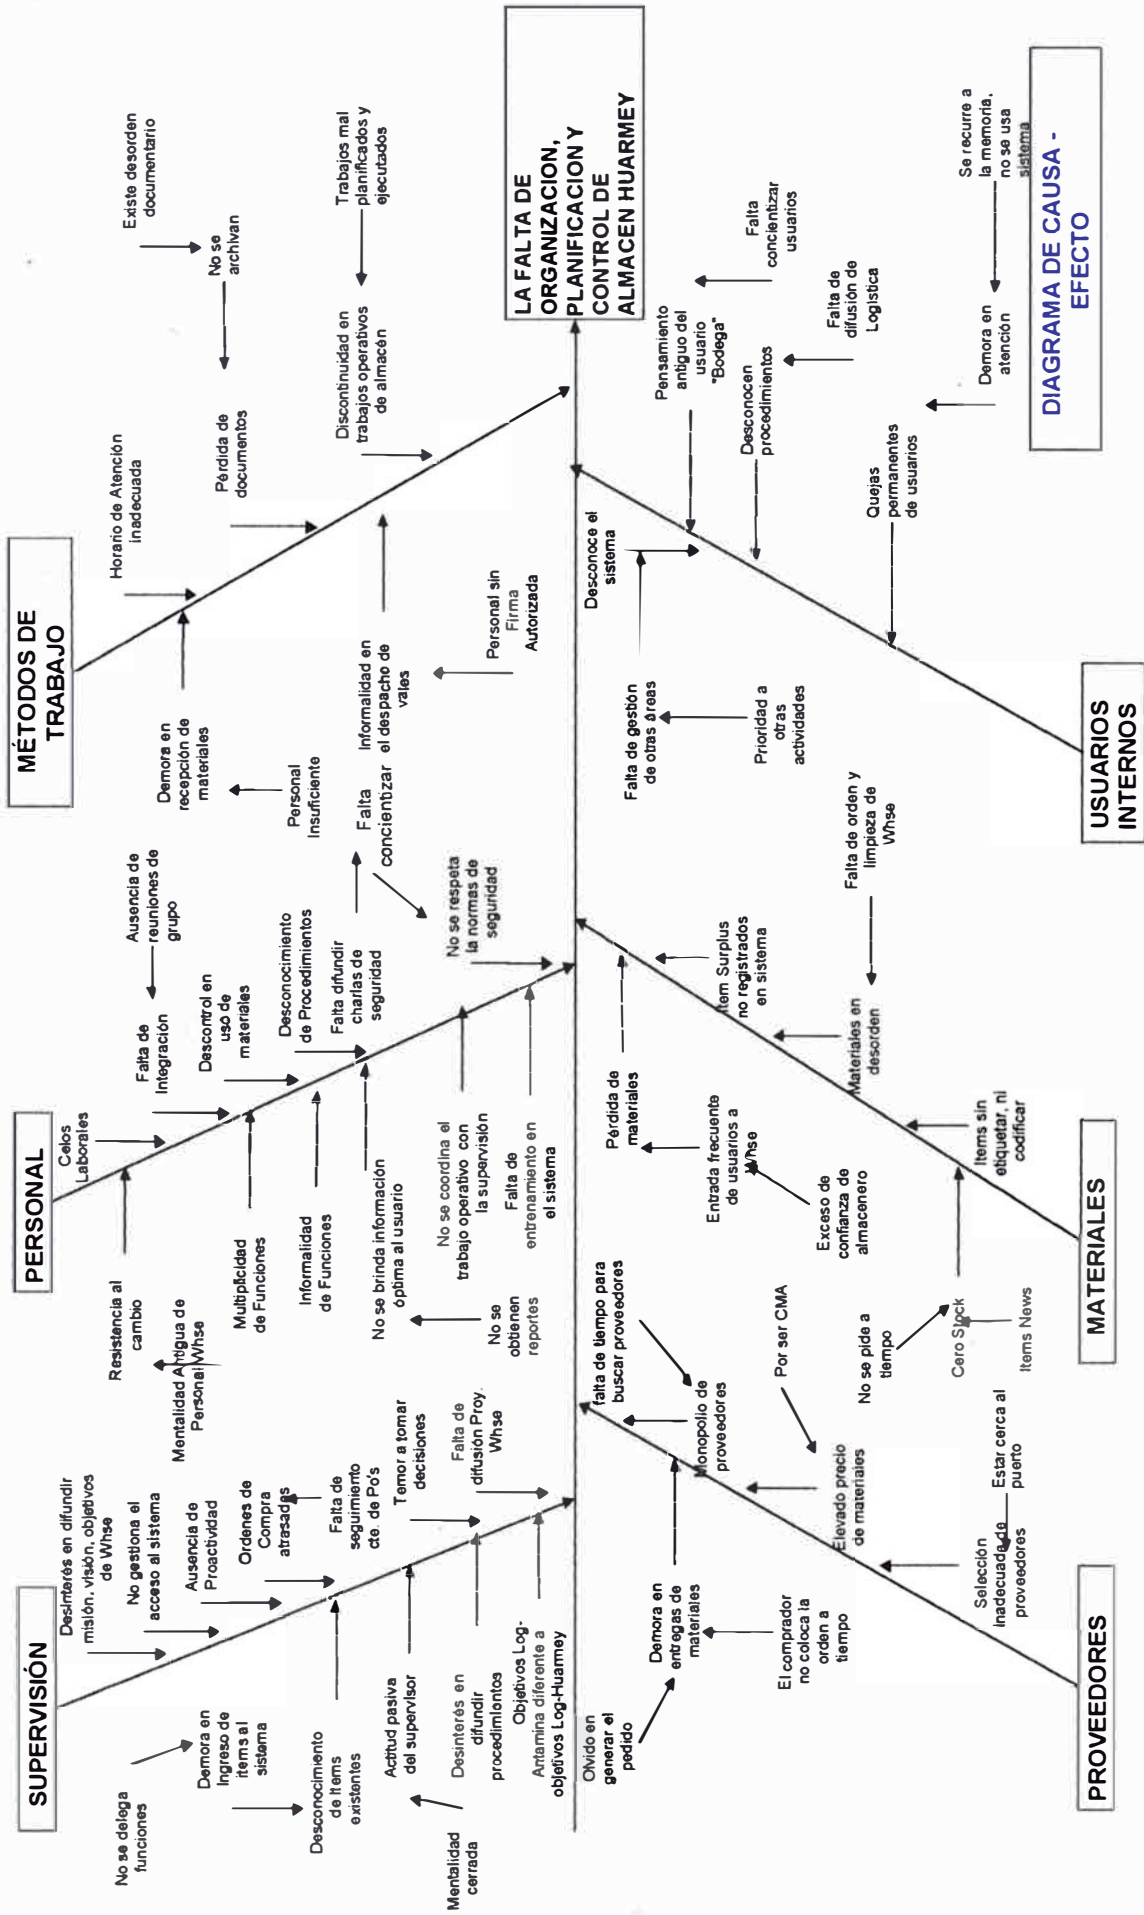 SUPERVISIÓN
No se delega
funciones
Demora en
Ingreso de
items al
sistema
Desconocimiento
de Items
existentes
Mentalidad
cerrada
Actitud pasiva
del supervisor
Desinterés en
difundir
procedimientos
Objetivos Log-
Antamina diferente a
objetivos Log-Huarmey
Desinterés en difundir
misión, visión, objetivos
de Whse
No gestiona el
acceso al sistema
Ausencia de
Proactividad
Ordenes de
Compra
atrasadas
Falta de
seguimiento
cte. de Po's
Temor a tomar
decisiones
Falta de
difusión Proy.
Whse
PERSONAL
Resistencia al
cambio
Mentalidad Antigua de
Personal Whse
Multiplicidad
de Funciones
Informalidad
de Funciones
No se brinda información
óptima al usuario
No se
obtienen
reportes
No se coordina el
trabajo operativo con
la supervisión
Falta de
entrenamiento en
el sistema
Celos
Laborales
Falta de
Integración
Ausencia de
reuniones de
grupo
Descontrol en
uso de
materiales
Desconocimiento
de Procedimientos
Falta difundir
charlas de
seguridad
Falta
concientizar
No se respeta
la normas de
seguridad
MÉTODOS DE
TRABAJO
Demora en
recepción de
materiales
Personal
Insuficiente
Informalidad en
el despacho de
vales
Personal sin
Firma
Autorizada
Horario de Atención
inadecuada
Pérdida de
documentos
No se
archivan
Existe desorden
documentario
Discontinuidad en
trabajos operativos
de almacén
Trabajos mal
planificados y
ejecutados
LA FALTA DE
ORGANIZACION,
PLANIFICACION Y
CONTROL DE
ALMACEN HUARMEY
PROVEEDORES
Olvido en
generar el
pedido
Demora en
entregas de
materiales
El comprador
no coloca la
orden a
tiempo
falta de tiempo para
buscar proveedores
Monopolio de
proveedores
Por ser CMA
Elevado precio
de materiales
Selección
inadecuada de
proveedores
Estar cerca al
puerto
MATERIALES
Pérdida de
materiales
Entrada frecuente
de usuarios a
Whse
Exceso de
confianza de
almacenero
No se pide a
tiempo
Cero Stock
Items News
Item Surplus
no registrados
en sistema
Materiales en
desorden
Falta de orden y
limpieza de
Whse
Items sin
etiquetar, ni
codificar
USUARIOS
INTERNOS
Desconoce el
sistema
Falta de gestión
de otras áreas
Prioridad a
otras
actividades
Pensamiento
antiguo del
usuario
"Bodega"
Falta
concientizar
usuarios
Desconocen
procedimientos
Falta de
difusión de
Logística
Quejas
permanentes
de usuarios
Demora en
atención
Se recurre a
la memoria,
no se usa
sistema
DIAGRAMA DE CAUSA -
EFECTO